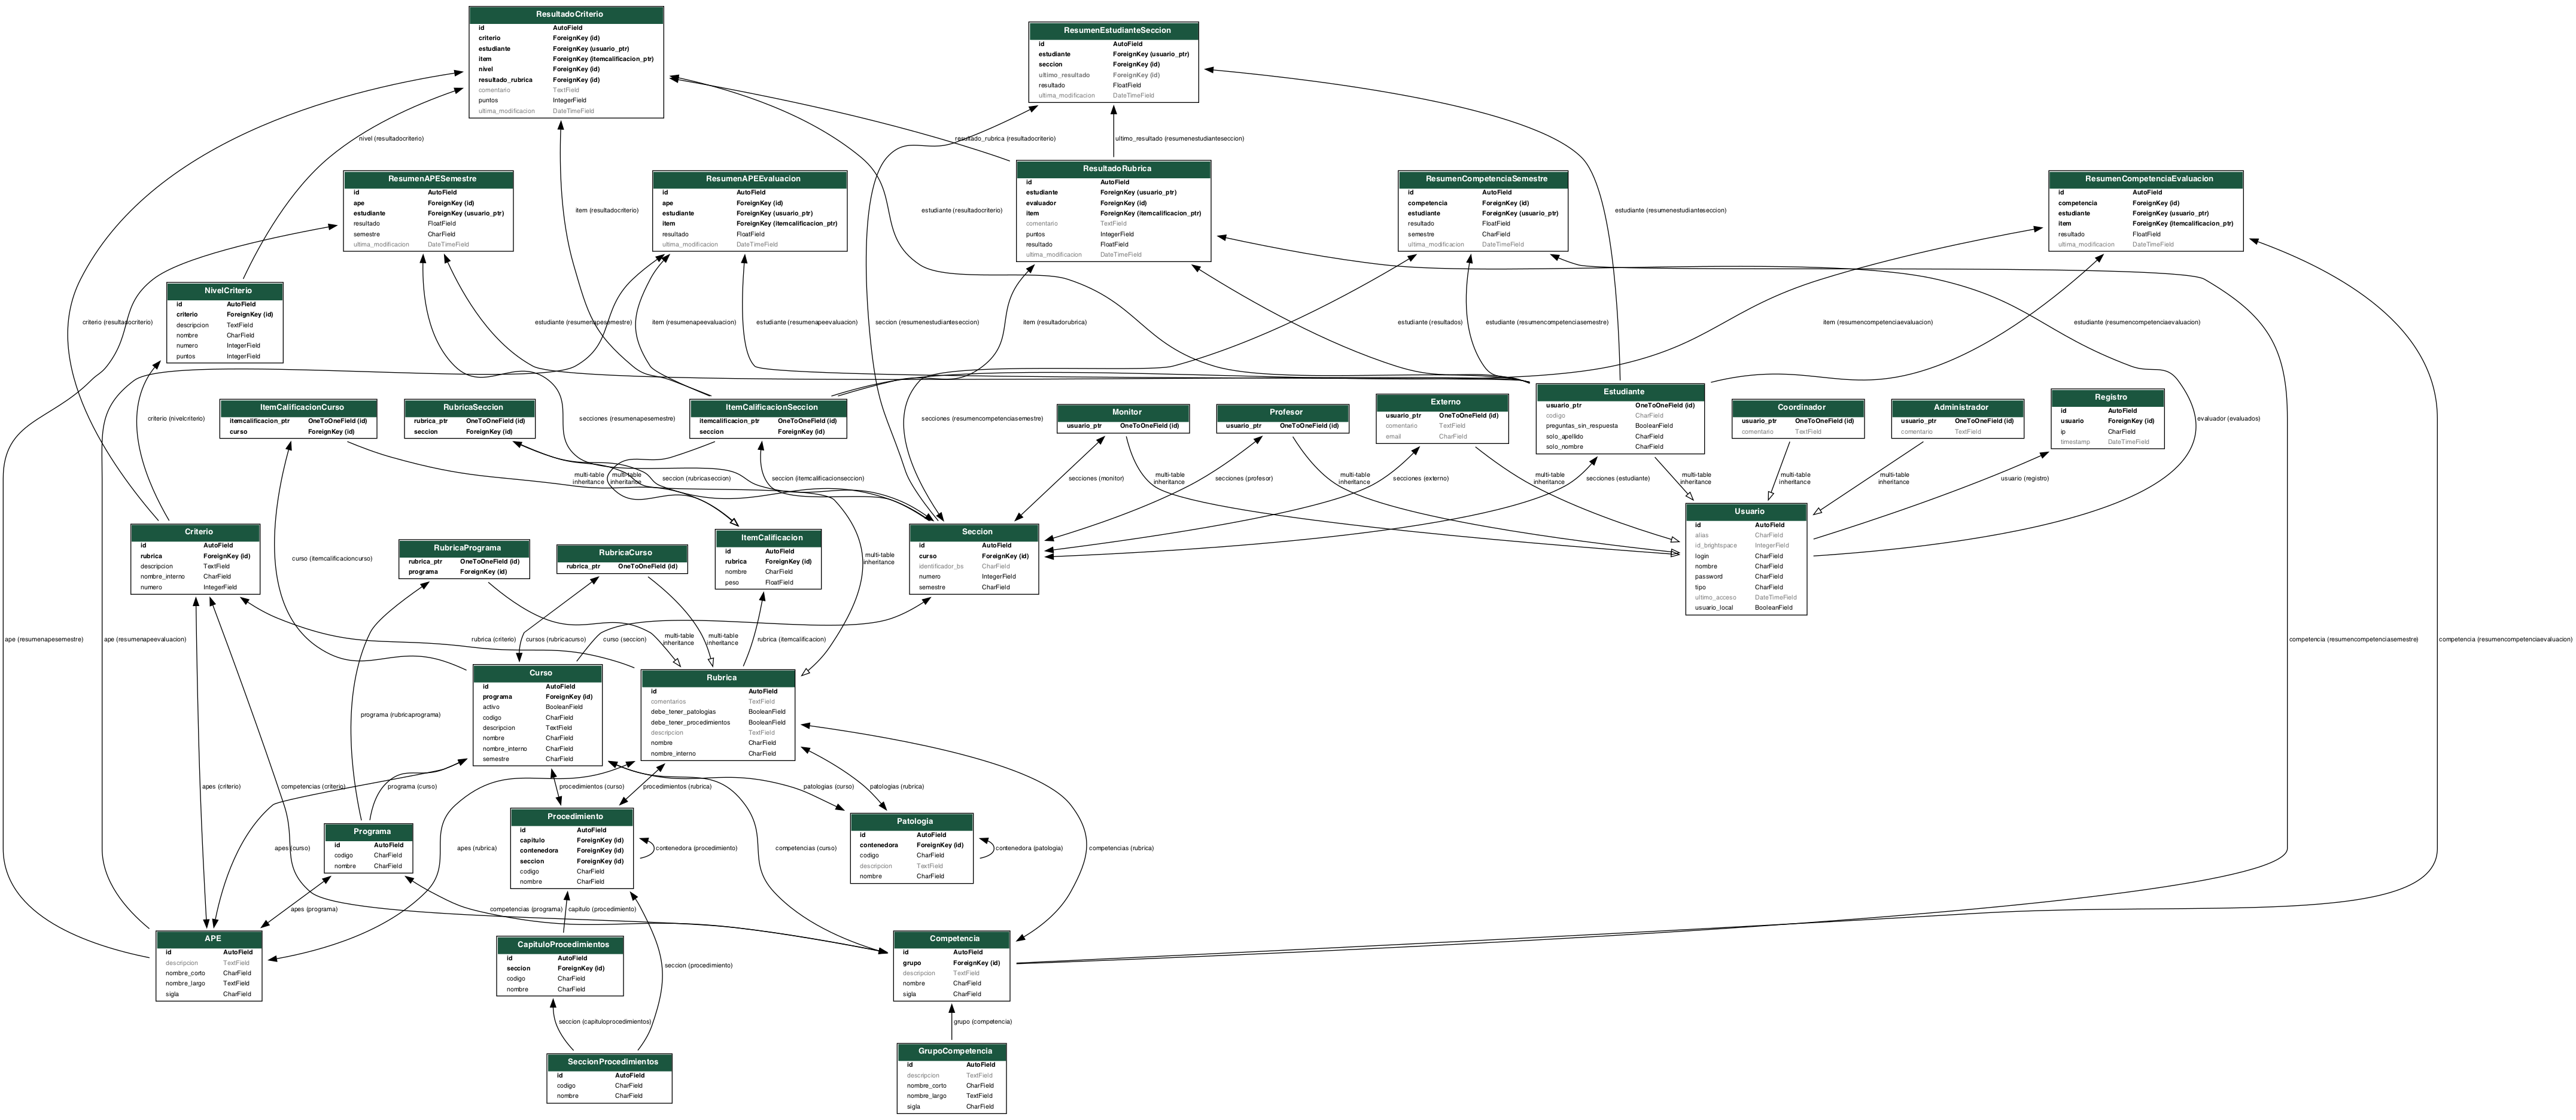 ResultadoCriterio
id AutoField
criterio ForeignKey (id)
estudiante ForeignKey (usuario_ptr)
item ForeignKey (itemcalificacion_ptr)
nivel ForeignKey (id)
resultado_rubrica ForeignKey (id)
comentario TextField
puntos IntegerField
ultima_modificacion DateTimeField
ResumenEstudianteSeccion
id AutoField
estudiante ForeignKey (usuario_ptr)
seccion ForeignKey (id)
ultimo_resultado ForeignKey (id)
resultado FloatField
ultima_modificacion DateTimeField
nivel (resultadocriterio)
resultado_rubrica (resultadocriterio)
ultimo_resultado (resumenestudianteseccion)
ResumenAPESemestre
id AutoField
ape ForeignKey (id)
estudiante ForeignKey (usuario_ptr)
resultado FloatField
semestre CharField
ultima_modificacion DateTimeField
ResumenAPEEvaluacion
id AutoField
ape ForeignKey (id)
estudiante ForeignKey (usuario_ptr)
item ForeignKey (itemcalificacion_ptr)
resultado FloatField
ultima_modificacion DateTimeField
ResultadoRubrica
id AutoField
estudiante ForeignKey (usuario_ptr)
evaluador ForeignKey (id)
item ForeignKey (itemcalificacion_ptr)
comentario TextField
puntos IntegerField
resultado FloatField
ultima_modificacion DateTimeField
ResumenCompetenciaSemestre
id AutoField
competencia ForeignKey (id)
estudiante ForeignKey (usuario_ptr)
resultado FloatField
semestre CharField
ultima_modificacion DateTimeField
ResumenCompetenciaEvaluacion
id AutoField
competencia ForeignKey (id)
estudiante ForeignKey (usuario_ptr)
item ForeignKey (itemcalificacion_ptr)
resultado FloatField
ultima_modificacion DateTimeField
item (resultadocriterio)
estudiante (resultadocriterio)
estudiante (resumenestudianteseccion)
NivelCriterio
id AutoField
criterio ForeignKey (id)
descripcion TextField
nombre CharField
numero IntegerField
puntos IntegerField
criterio (resultadocriterio)
estudiante (resumenapesemestre)
item (resumenapeevaluacion)
estudiante (resumenapeevaluacion)
seccion (resumenestudianteseccion)
item (resultadorubrica)
estudiante (resultados)
estudiante (resumencompetenciasemestre)
item (resumencompetenciaevaluacion)
estudiante (resumencompetenciaevaluacion)
criterio (nivelcriterio)
ItemCalificacionCurso
itemcalificacion_ptr OneToOneField (id)
curso ForeignKey (id)
RubricaSeccion
rubrica_ptr OneToOneField (id)
seccion ForeignKey (id)
secciones (resumenapesemestre)
ItemCalificacionSeccion
itemcalificacion_ptr OneToOneField (id)
seccion ForeignKey (id)
secciones (resumencompetenciasemestre)
Monitor
usuario_ptr OneToOneField (id)
Profesor
usuario_ptr OneToOneField (id)
Externo
usuario_ptr OneToOneField (id)
comentario TextField
email CharField
Estudiante
usuario_ptr OneToOneField (id)
codigo CharField
preguntas_sin_respuesta BooleanField
solo_apellido CharField
solo_nombre CharField
Coordinador
usuario_ptr OneToOneField (id)
comentario TextField
Administrador
usuario_ptr OneToOneField (id)
comentario TextField
Registro
id AutoField
usuario ForeignKey (id)
ip CharField
timestamp DateTimeField
evaluador (evaluados)
multi-table
inheritance
multi-table
inheritance
seccion (rubricaseccion)
seccion (itemcalificacionseccion)
secciones (monitor)
multi-table
inheritance
secciones (profesor)
multi-table
inheritance
secciones (externo)
multi-table
inheritance
secciones (estudiante)
multi-table
inheritance
multi-table
inheritance
multi-table
inheritance
usuario (registro)
Criterio
id AutoField
rubrica ForeignKey (id)
descripcion TextField
nombre_interno CharField
numero IntegerField
curso (itemcalificacioncurso)
RubricaPrograma
rubrica_ptr OneToOneField (id)
programa ForeignKey (id)
RubricaCurso
rubrica_ptr OneToOneField (id)
ItemCalificacion
id AutoField
rubrica ForeignKey (id)
nombre CharField
peso FloatField
multi-table
inheritance
Seccion
id AutoField
curso ForeignKey (id)
identificador_bs CharField
numero IntegerField
semestre CharField
Usuario
id AutoField
alias CharField
id_brightspace IntegerField
login CharField
nombre CharField
password CharField
tipo CharField
ultimo_acceso DateTimeField
usuario_local BooleanField
ape (resumenapesemestre)
ape (resumenapeevaluacion)
rubrica (criterio)
cursos (rubricacurso)
curso (seccion)
multi-table
inheritance
multi-table
inheritance
rubrica (itemcalificacion)
competencia (resumencompetenciasemestre)
competencia (resumencompetenciaevaluacion)
Curso
id AutoField
programa ForeignKey (id)
activo BooleanField
codigo CharField
descripcion TextField
nombre CharField
nombre_interno CharField
semestre CharField
Rubrica
id AutoField
comentarios TextField
debe_tener_patologias BooleanField
debe_tener_procedimientos BooleanField
descripcion TextField
nombre CharField
nombre_interno CharField
programa (rubricaprograma)
apes (criterio)
competencias (criterio)
programa (curso)
procedimientos (curso)
procedimientos (rubrica)
patologias (curso)
patologias (rubrica)
Programa
id AutoField
codigo CharField
nombre CharField
apes (curso)
apes (rubrica)
Procedimiento
id AutoField
capitulo ForeignKey (id)
contenedora ForeignKey (id)
seccion ForeignKey (id)
codigo CharField
nombre CharField
contenedora (procedimiento)
competencias (curso)
Patologia
id AutoField
contenedora ForeignKey (id)
codigo CharField
descripcion TextField
nombre CharField
contenedora (patologia)
competencias (rubrica)
apes (programa)
competencias (programa)
capitulo (procedimiento)
APE
id AutoField
descripcion TextField
nombre_corto CharField
nombre_largo TextField
sigla CharField
CapituloProcedimientos
id AutoField
seccion ForeignKey (id)
codigo CharField
nombre CharField
seccion (procedimiento)
Competencia
id AutoField
grupo ForeignKey (id)
descripcion TextField
nombre CharField
sigla CharField
seccion (capituloprocedimientos)
grupo (competencia)
SeccionProcedimientos
id AutoField
codigo CharField
nombre CharField
GrupoCompetencia
id AutoField
descripcion TextField
nombre_corto CharField
nombre_largo TextField
sigla CharField